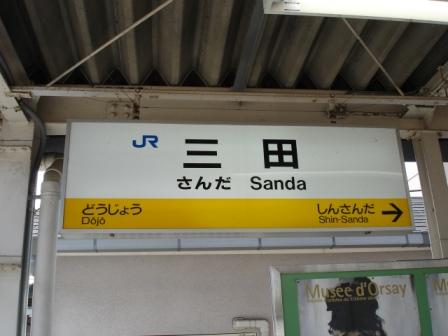 JR 三田
さんだ Sanda
どうじょう しんさんだ →
Dōjō Shin-Sanda
Musée d'Orsay